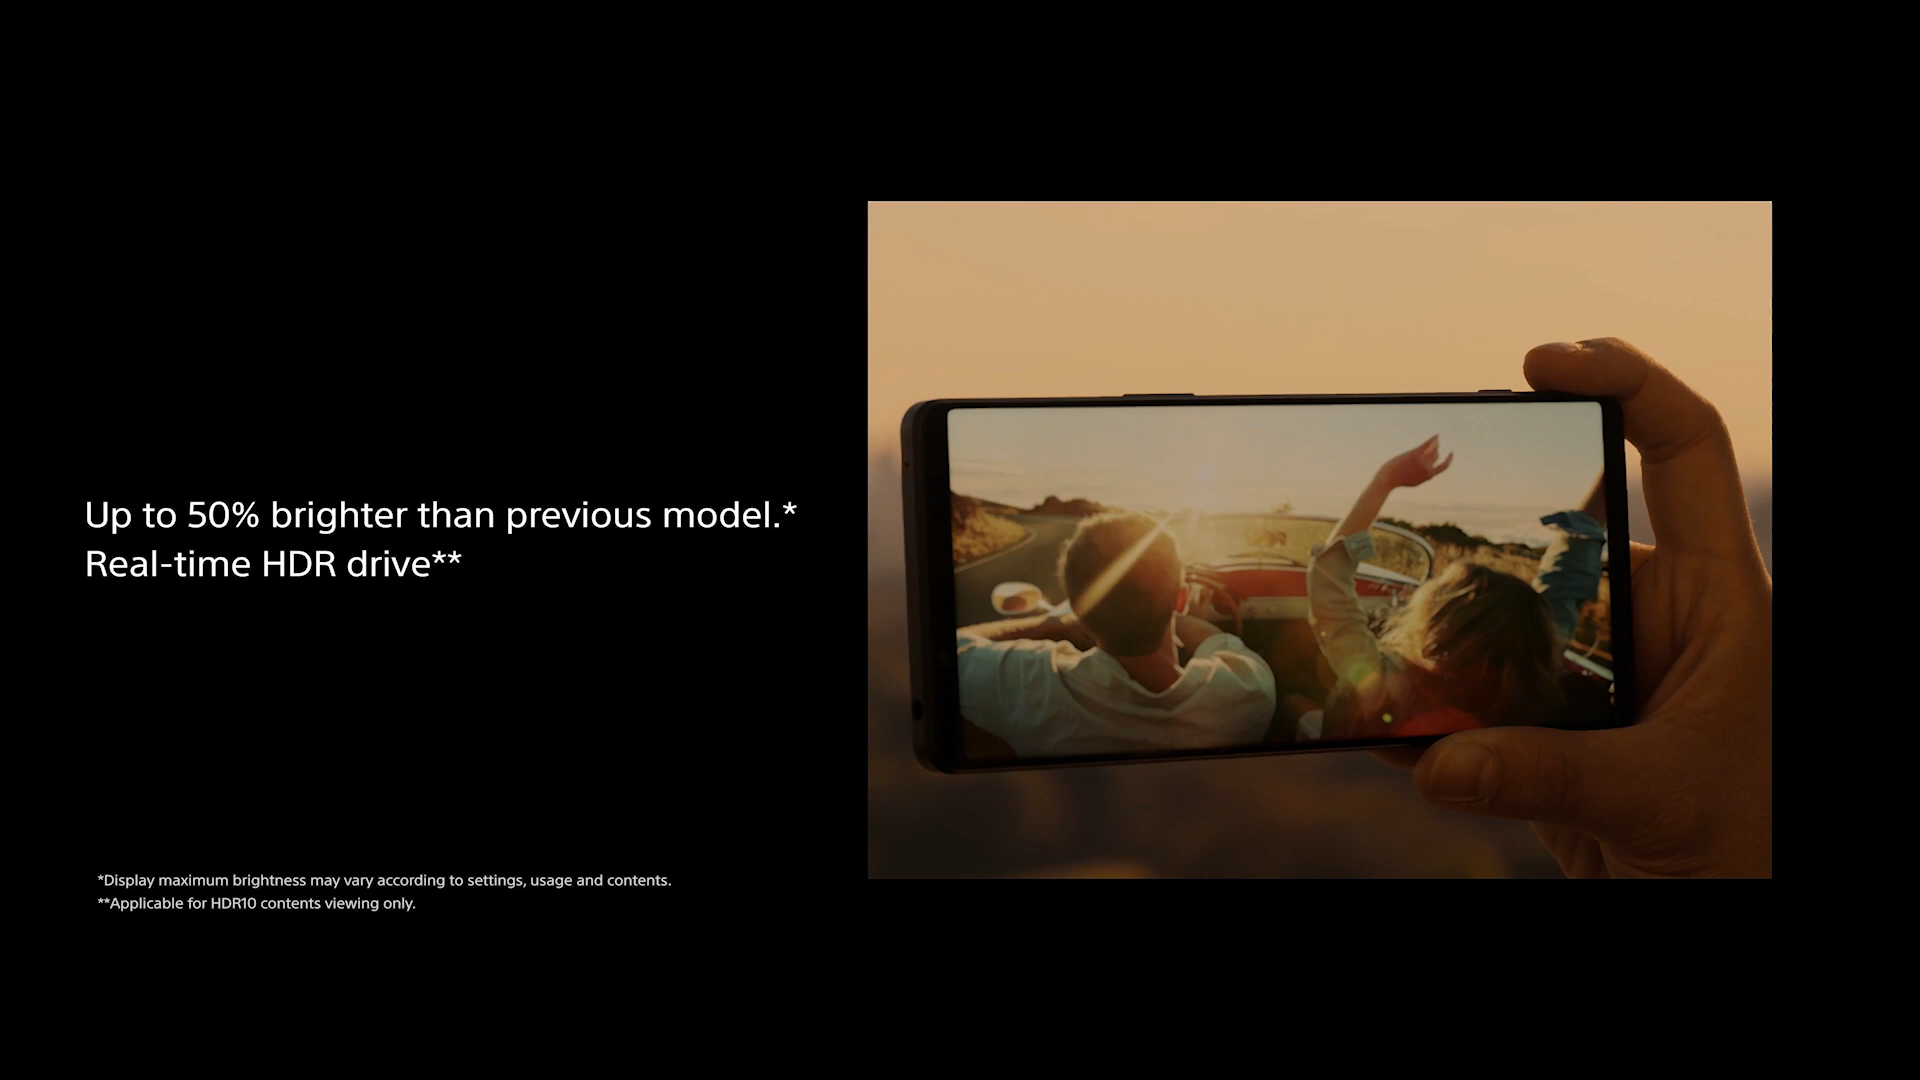 Up to 50% brighter than previous model.*
Real-time HDR drive**
*Display maximum brightness may vary according to settings, usage and contents.
**Applicable for HDR10 contents viewing only.